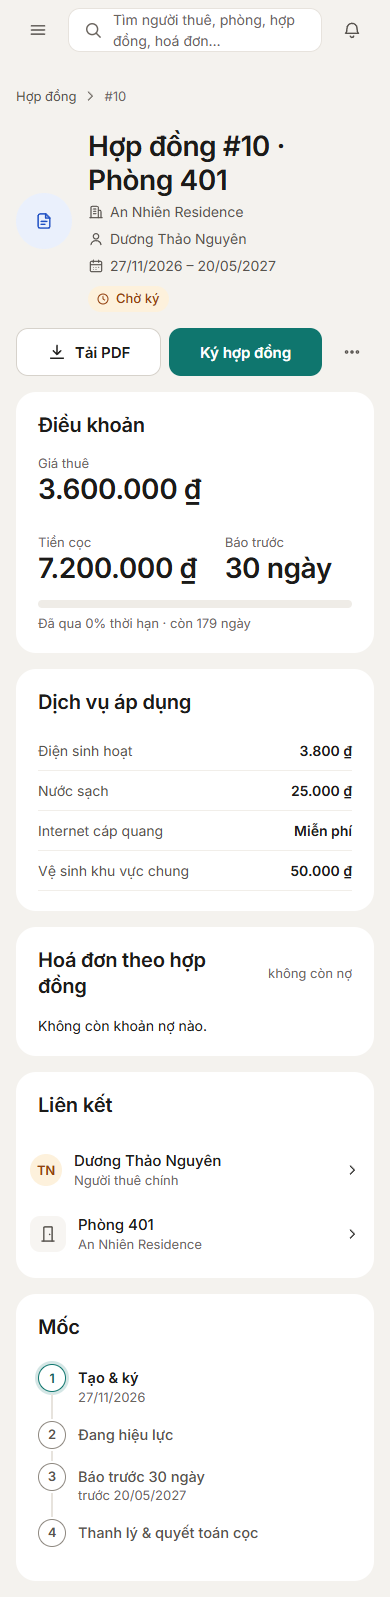 Tìm người thuê, phòng, hợp
đồng, hoá đơn...
Hợp đồng > #10
Hợp đồng #10 ·
Phòng 401
An Nhiên Residence
Dương Thảo Nguyên
27/11/2026 – 20/05/2027
Chờ ký
Tải PDF
Ký hợp đồng
Điều khoản
Giá thuê
3.600.000 ₫
Tiền cọc
Báo trước
7.200.000 ₫
30 ngày
Đã qua 0% thời hạn · còn 179 ngày
Dịch vụ áp dụng
Điện sinh hoạt 3.800 ₫
Nước sạch 25.000 ₫
Internet cáp quang Miễn phí
Vệ sinh khu vực chung 50.000 ₫
Hoá đơn theo hợp
đồng
không còn nợ
Không còn khoản nợ nào.
Liên kết
TN
Dương Thảo Nguyên
Người thuê chính
Phòng 401
An Nhiên Residence
Mốc
1 Tạo & ký
27/11/2026
2 Đang hiệu lực
3 Báo trước 30 ngày
trước 20/05/2027
4 Thanh lý & quyết toán cọc